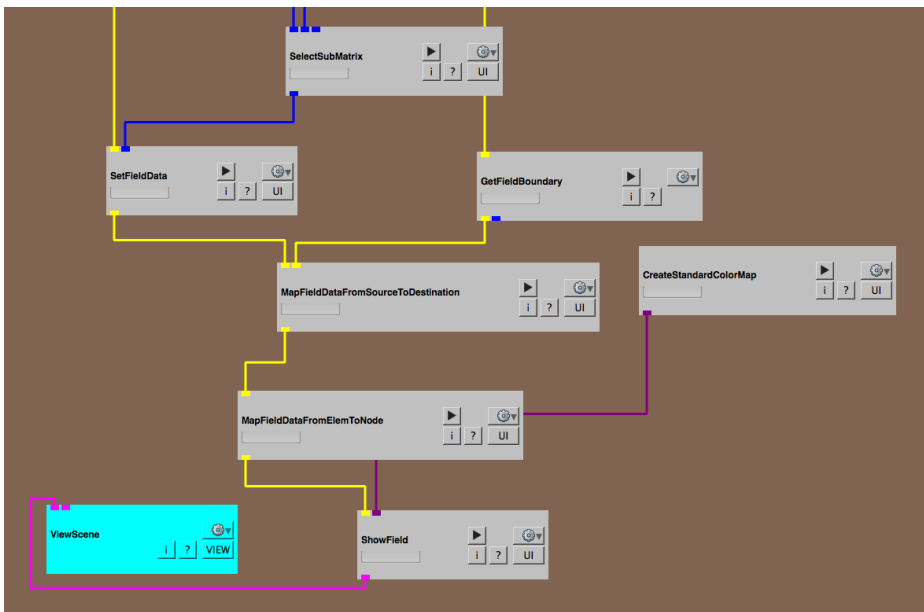 SelectSubMatrix
i ? UI
SetFieldData
i ? UI
GetFieldBoundary
i ?
CreateStandardColorMap
i ? UI
MapFieldDataFromSourceToDestination
i ? UI
MapFieldDataFromElemToNode
i ? UI
ViewScene
i ? VIEW
ShowField
i ? UI